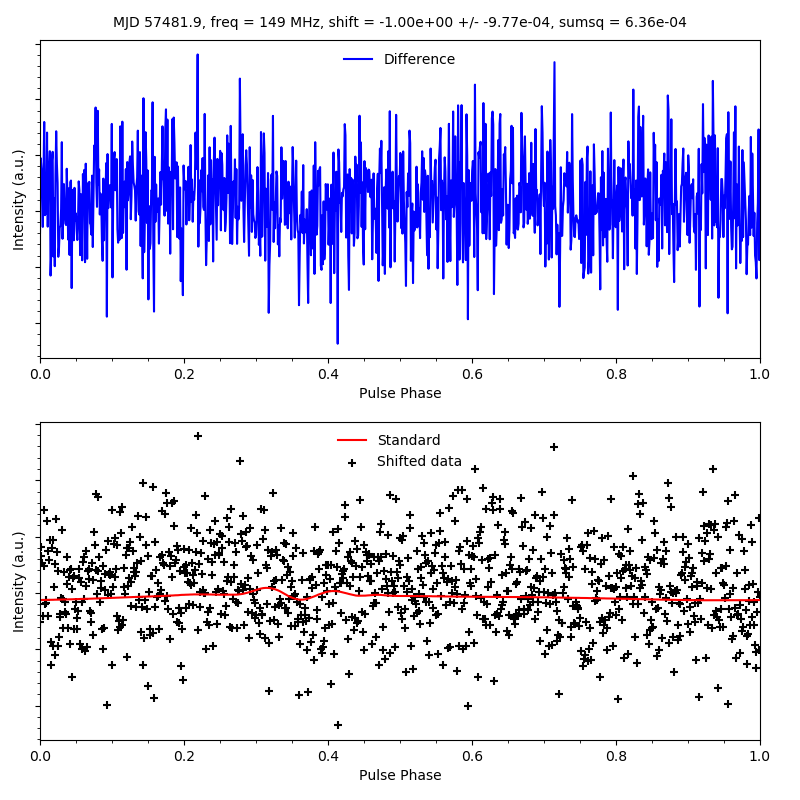 MJD 57481.9, freq = 149 MHz, shift = -1.00e+00 +/- -9.77e-04, sumsq = 6.36e-04
Difference
Intensity (a.u.)
0.0 0.2 0.4 0.6 0.8 1.0
Pulse Phase
Standard
Shifted data
Intensity (a.u.)
0.0 0.2 0.4 0.6 0.8 1.0
Pulse Phase